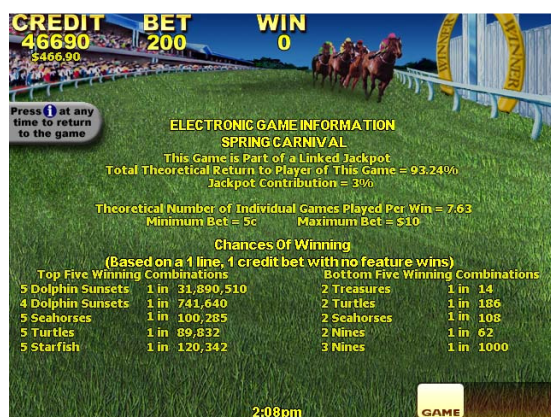 CREDIT BET WIN
46690 200 0
$466.90
WINNER
WINNER
Press i at any
time to return
to the game
ELECTRONIC GAME INFORMATION
SPRING CARNIVAL
This Game is Part of a Linked Jackpot
Total Theoretical Return to Player of This Game = 93.24%
Jackpot Contribution = 3%
Theoretical Number of Individual Games Played Per Win = 7.63
Minimum Bet = 5c Maximum Bet = $10
Chances Of Winning
(Based on a 1 line, 1 credit bet with no feature wins)
Top Five Winning Combinations Bottom Five Winning Combinations
5 Dolphin Sunsets 1 in 31,890,510 2 Treasures 1 in 14
4 Dolphin Sunsets 1 in 741,640 2 Turtles 1 in 186
5 Seahorses 1 in 100,285 2 Seahorses 1 in 108
5 Turtles 1 in 89,832 2 Nines 1 in 62
5 Starfish 1 in 120,342 3 Nines 1 in 1000
2:08pm GAME